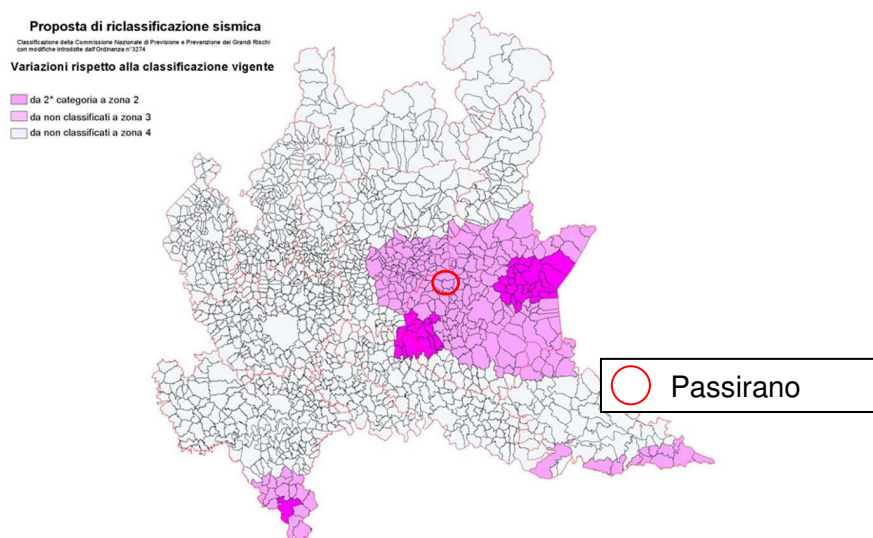 Proposta di riclassificazione sismica
Classificazione della Commissione Nazionale di Previsione e Prevenzione dei Grandi Rischi
con modifiche introdotte dall'Ordinanza n°3274
Variazioni rispetto alla classificazione vigente
da 2ª categoria a zona 2
da non classificati a zona 3
da non classificati a zona 4
Passirano